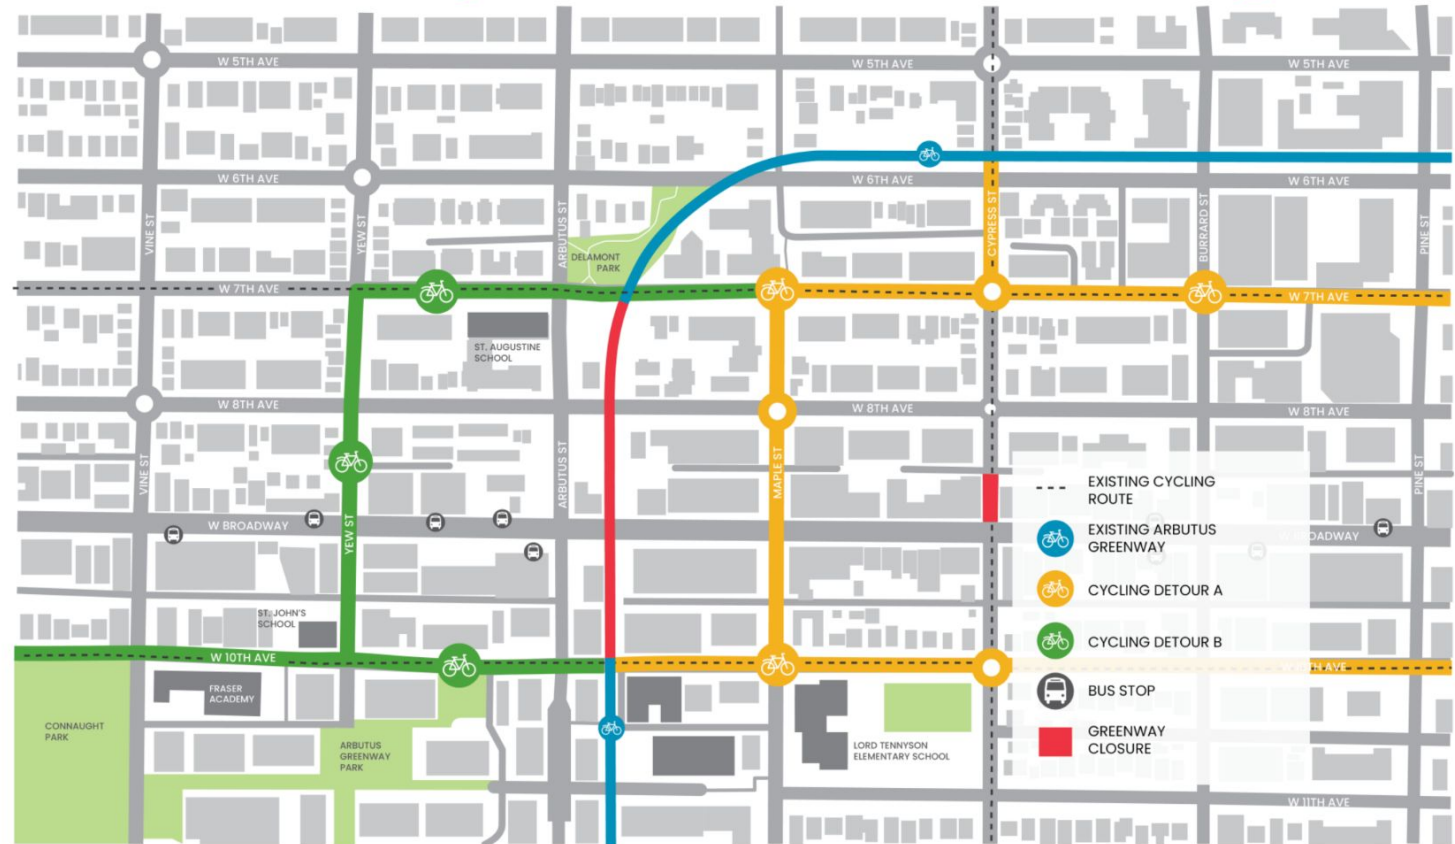 W 5TH AVE
W 5TH AVE
W 5TH AVE
W 6TH AVE
W 6TH AVE
W 6TH AVE
VINE ST
YEW ST
ARBUTUS ST
CYPRESS ST
BURRARD ST
PINE ST
DELAMONT
PARK
W 7TH AVE
W 7TH AVE
ST. AUGUSTINE
SCHOOL
W 8TH AVE
W 8TH AVE
W 8TH AVE
VINE ST
ARBUTUS ST
MAPLE ST
PINE ST
W BROADWAY
YEW ST
EXISTING CYCLING
ROUTE
EXISTING ARBUTUS
GREENWAY
CYCLING DETOUR A
CYCLING DETOUR B
BUS STOP
GREENWAY
CLOSURE
W BROADWAY
ST. JOHN'S
SCHOOL
W 10TH AVE
AVE
FRASER
ACADEMY
CONNAUGHT
PARK
ARBUTUS
GREENWAY
PARK
LORD TENNYSON
ELEMENTARY SCHOOL
W 11TH AVE